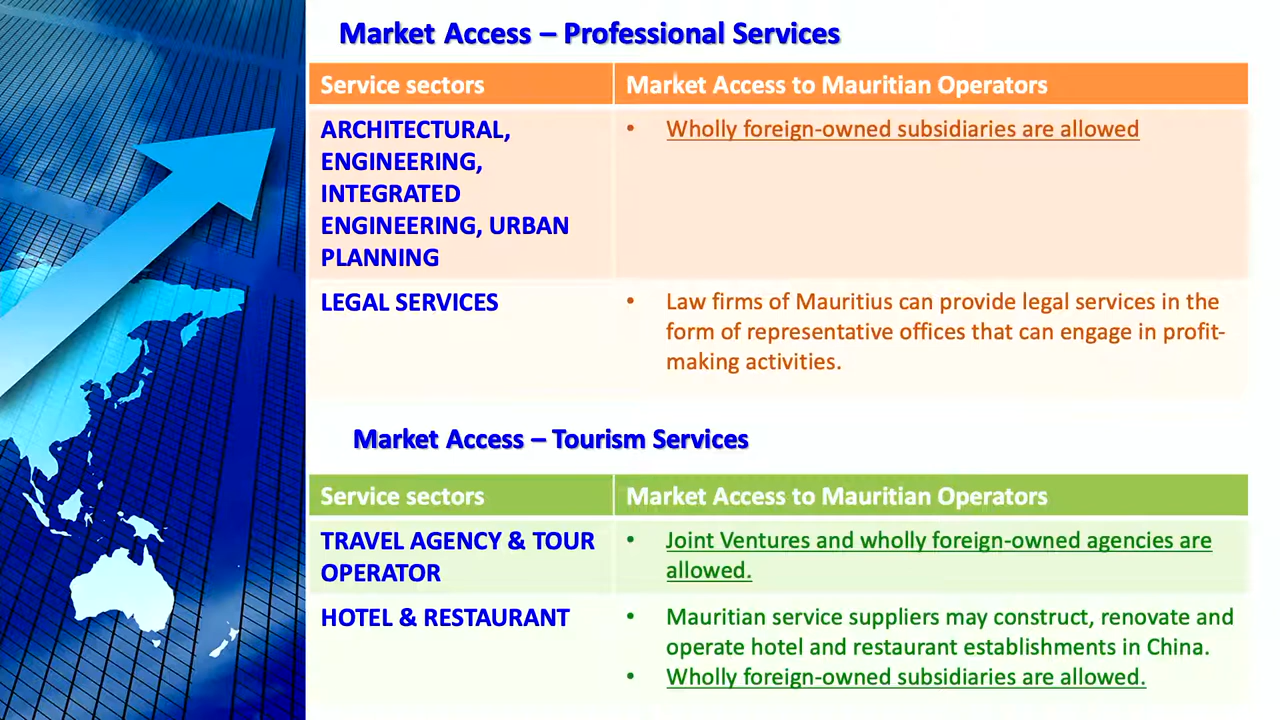 Market Access – Professional Services
Service sectors
Market Access to Mauritian Operators
ARCHITECTURAL,
ENGINEERING,
INTEGRATED
ENGINEERING, URBAN
PLANNING
• Wholly foreign-owned subsidiaries are allowed
LEGAL SERVICES
• Law firms of Mauritius can provide legal services in the
form of representative offices that can engage in profit-
making activities.
Market Access – Tourism Services
Service sectors
Market Access to Mauritian Operators
TRAVEL AGENCY & TOUR
OPERATOR
• Joint Ventures and wholly foreign-owned agencies are
allowed.
HOTEL & RESTAURANT
• Mauritian service suppliers may construct, renovate and
operate hotel and restaurant establishments in China.
• Wholly foreign-owned subsidiaries are allowed.